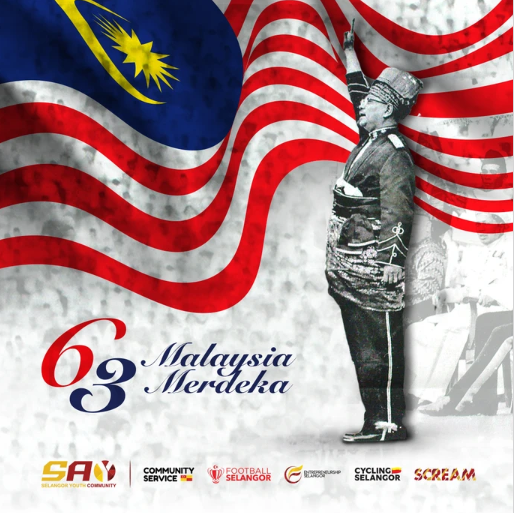 63 Malaysia
Merdeka
SAY
SELANGOR YOUTH COMMUNITY
COMMUNITY
SERVICE
FOOTBALL
SELANGOR
ENTREPRENEURSHIP
SELANGOR
CYCLING
SELANGOR
SCREAM